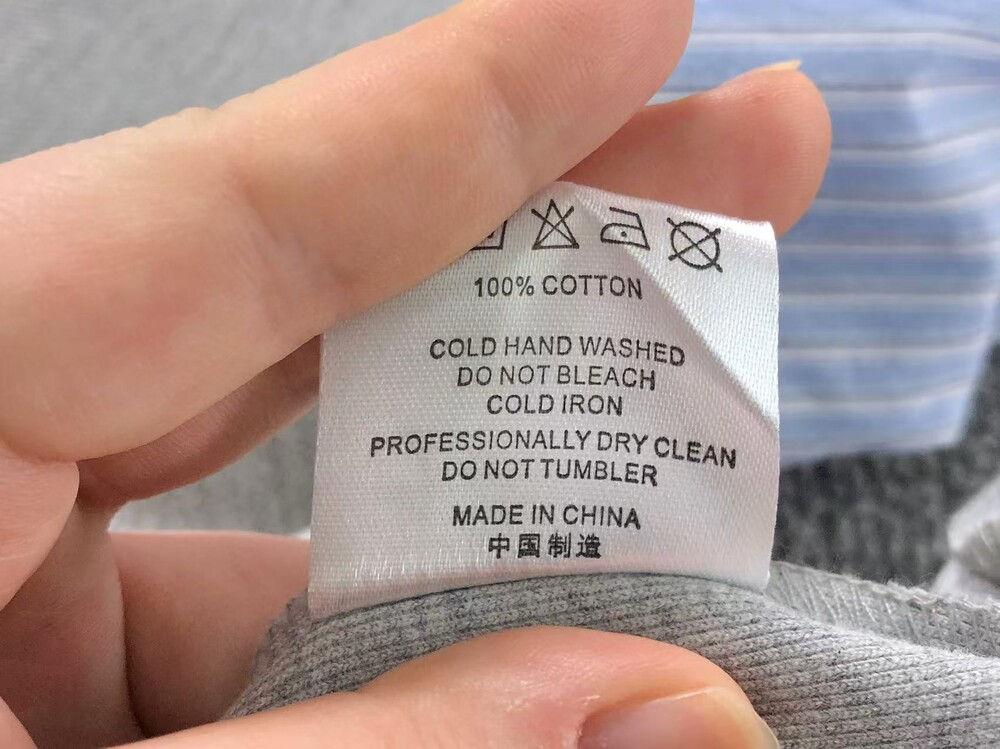 100% COTTON
COLD HAND WASHED
DO NOT BLEACH
COLD IRON
PROFESSIONALLY DRY CLEAN
DO NOT TUMBLER
MADE IN CHINA
中国制造